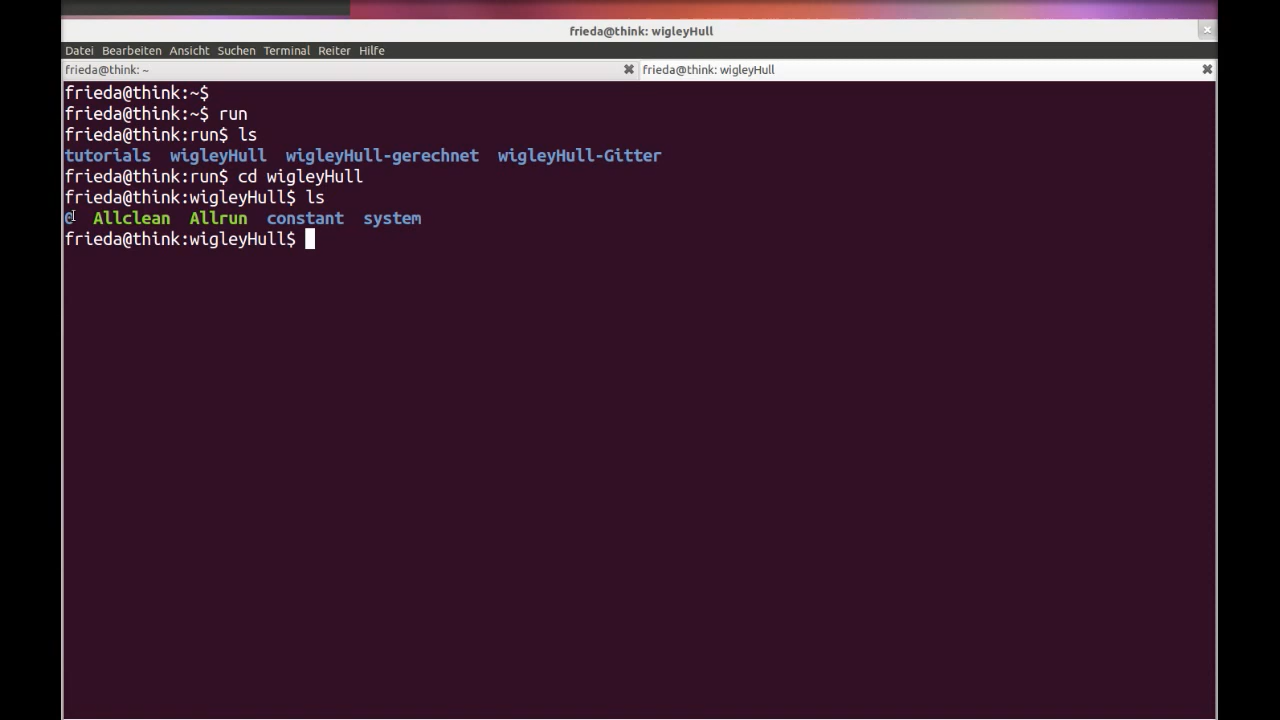 frieda@think: wigleyHull
Datei Bearbeiten Ansicht Suchen Terminal Reiter Hilfe
frieda@think: ~ frieda@think: wigleyHull
frieda@think:~$
frieda@think:~$ run
frieda@think:run$ ls
tutorials wigleyHull wigleyHull-gerechnet wigleyHull-Gitter
frieda@think:run$ cd wigleyHull
frieda@think:wigleyHull$ ls
0 Allclean Allrun constant system
frieda@think:wigleyHull$